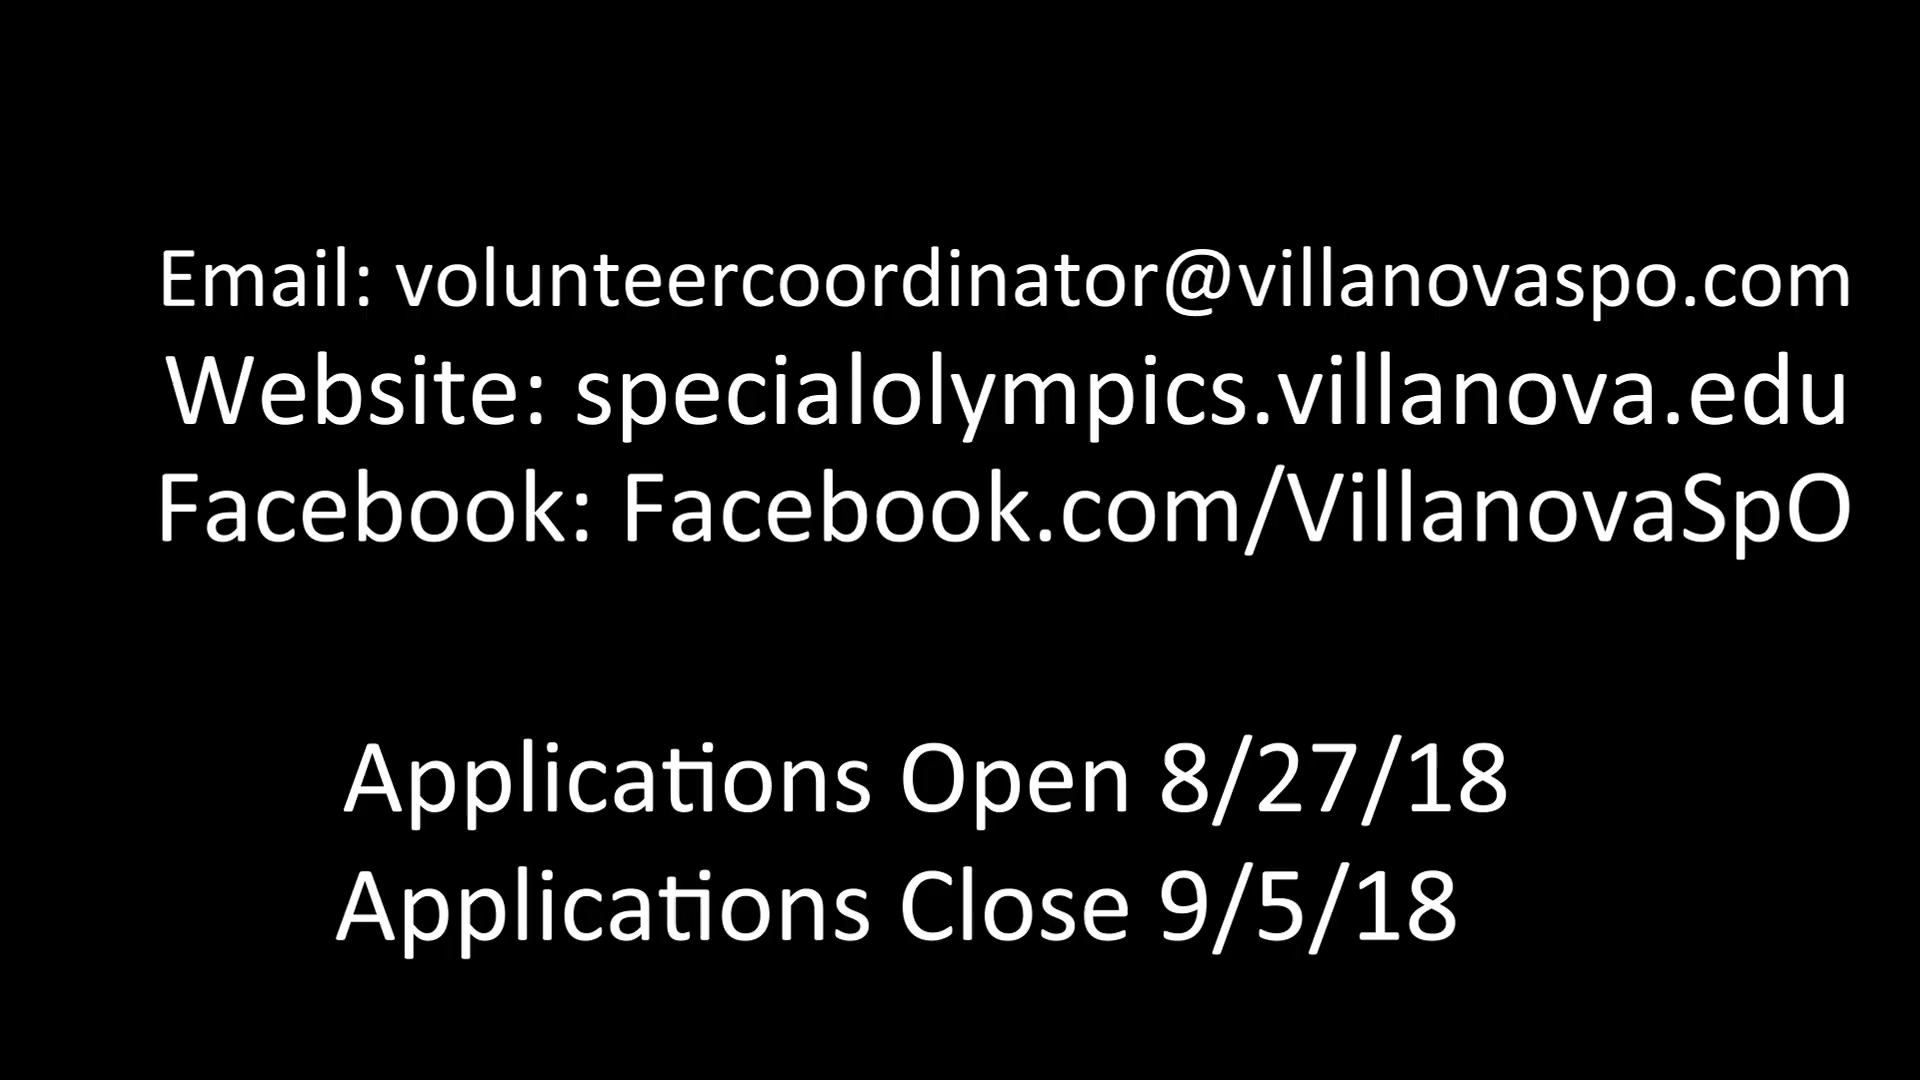 Email: volunteercoordinator@villanovaspo.com
Website: specialolympics.villanova.edu
Facebook: Facebook.com/VillanovaSpO
Applications Open 8/27/18
Applications Close 9/5/18